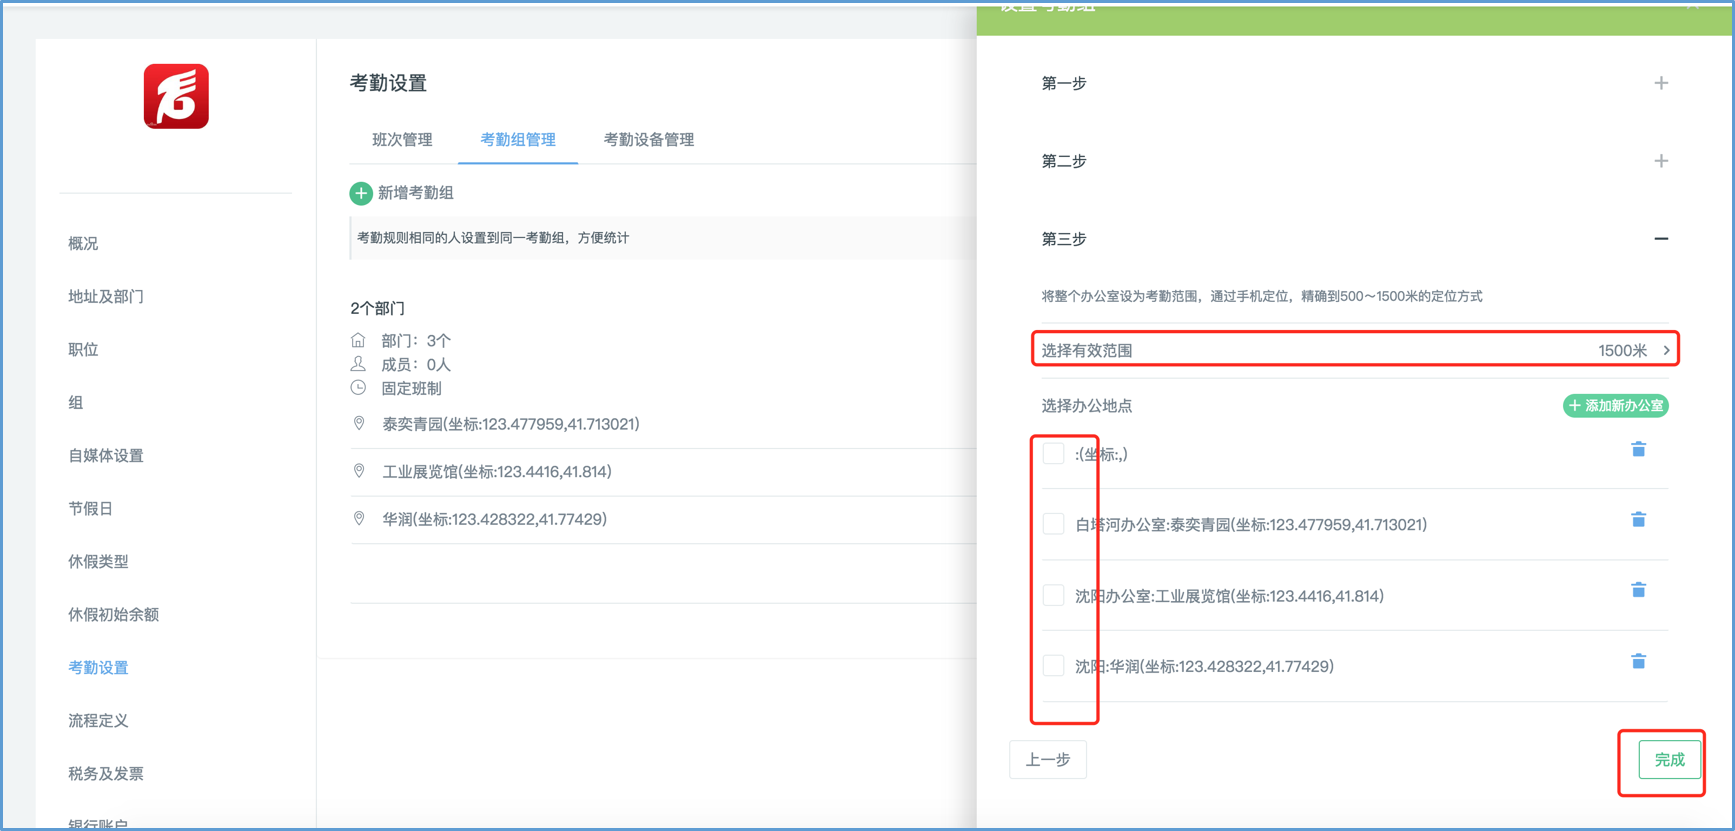 设置考勤组
考勤设置
班次管理
考勤组管理
考勤设备管理
新增考勤组
考勤规则相同的人设置到同一考勤组，方便统计
2个部门
部门：3个
成员：0人
固定班制
泰奕青园(坐标:123.477959,41.713021)
工业展览馆(坐标:123.4416,41.814)
华润(坐标:123.428322,41.77429)
概况
地址及部门
职位
组
自媒体设置
节假日
休假类型
休假初始余额
考勤设置
流程定义
税务及发票
银行账户
第一步
第二步
第三步
将整个办公室设为考勤范围，通过手机定位，精确到500～1500米的定位方式
选择有效范围 1500米
选择办公地点
添加新办公室
:(坐标:,)
白塔河办公室:泰奕青园(坐标:123.477959,41.713021)
沈阳办公室:工业展览馆(坐标:123.4416,41.814)
沈阳:华润(坐标:123.428322,41.77429)
上一步
完成